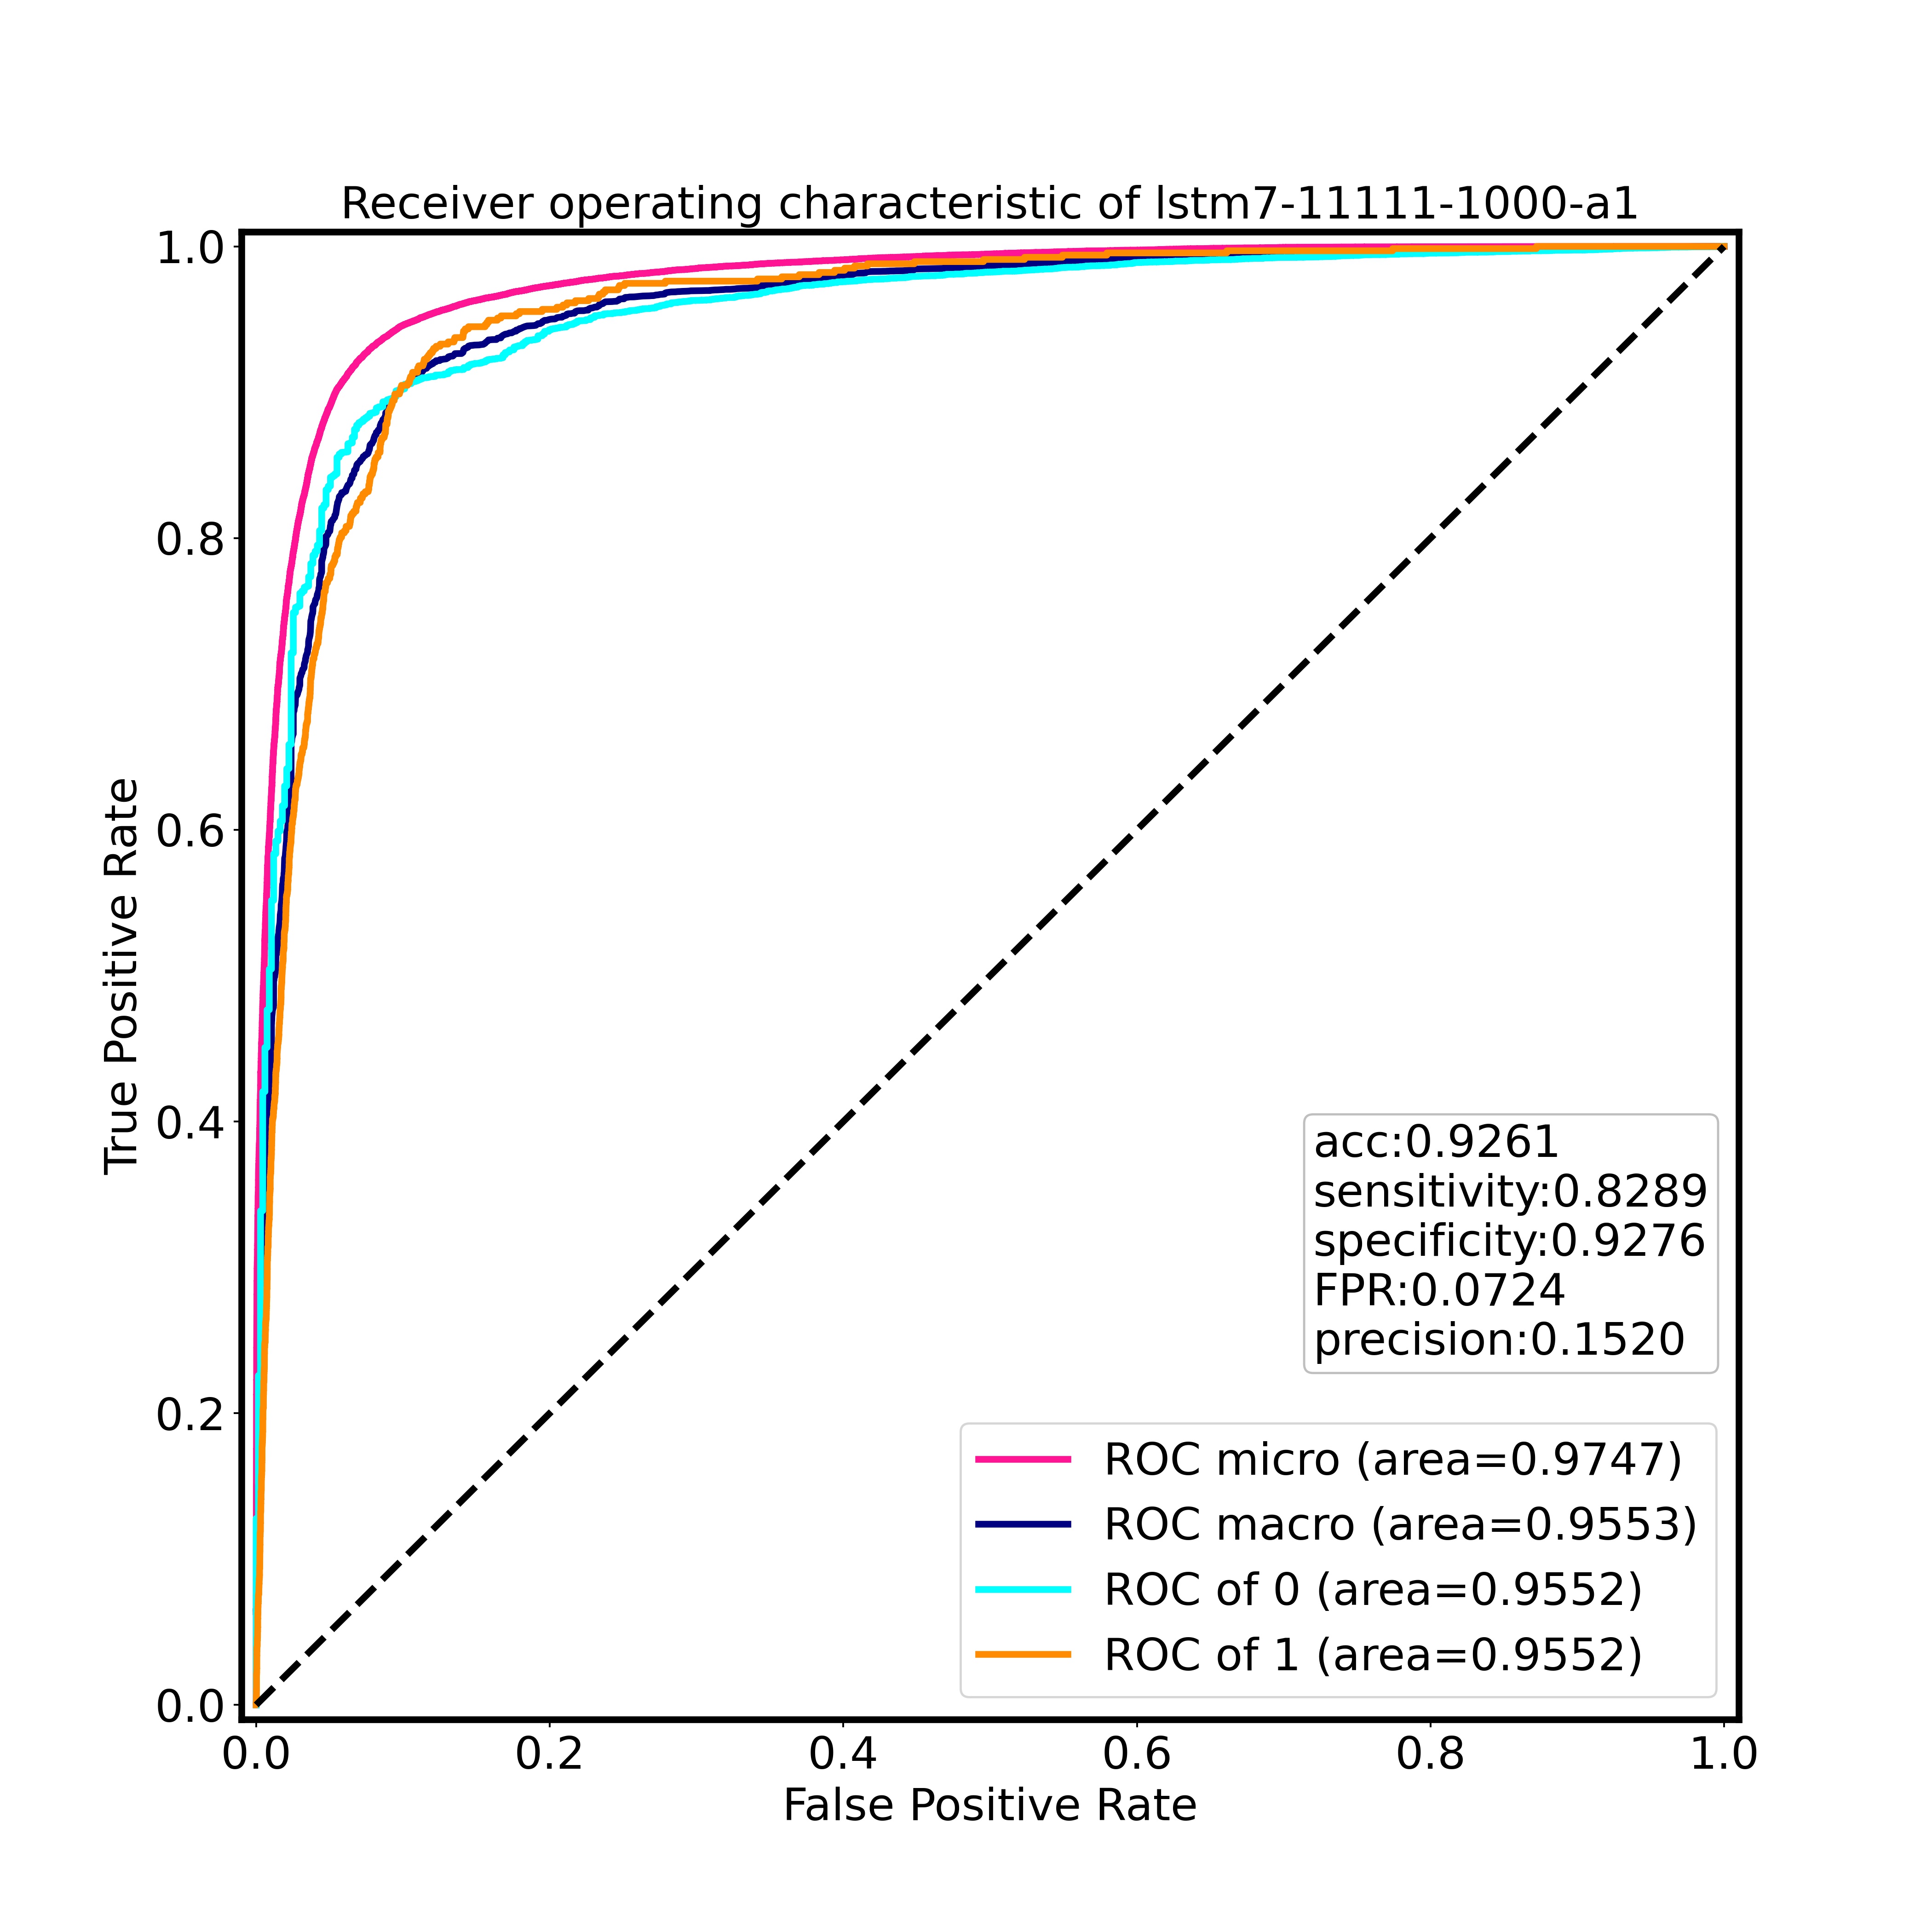 Receiver operating characteristic of lstm7-11111-1000-a1
1.0
0.8
0.6
0.4
0.2
0.0
True Positive Rate
acc:0.9261
sensitivity:0.8289
specificity:0.9276
FPR:0.0724
precision:0.1520
ROC micro (area=0.9747)
ROC macro (area=0.9553)
ROC of 0 (area=0.9552)
ROC of 1 (area=0.9552)
0.0 0.2 0.4 0.6 0.8 1.0
False Positive Rate